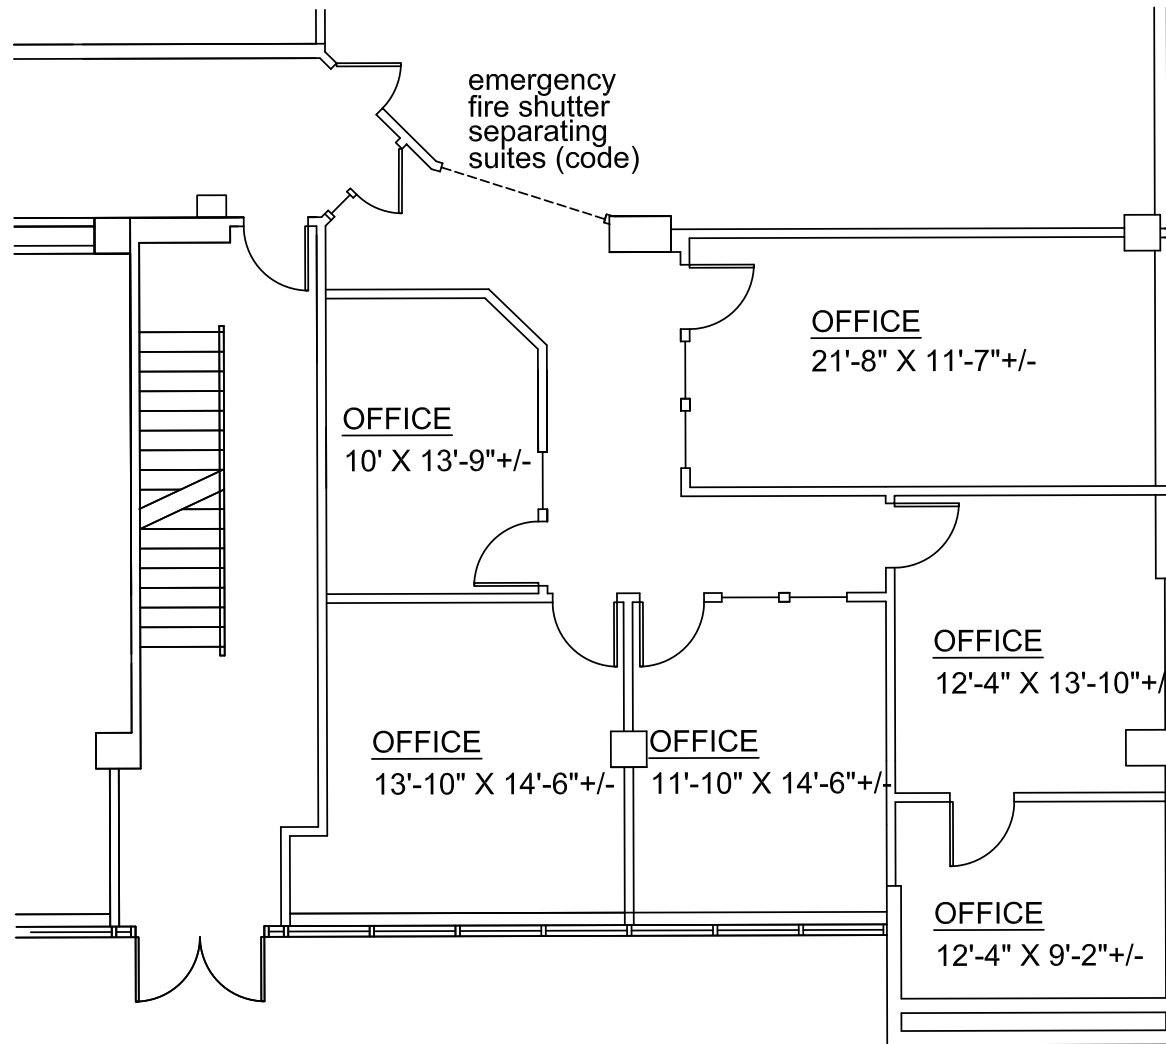 emergency
fire shutter
separating
suites (code)
OFFICE
21'-8" X 11'-7"+/-
OFFICE
10' X 13'-9"+/-
OFFICE
12'-4" X 13'-10"+/
OFFICE
13'-10" X 14'-6"+/-
OFFICE
11'-10" X 14'-6"+/-
OFFICE
12'-4" X 9'-2"+/-